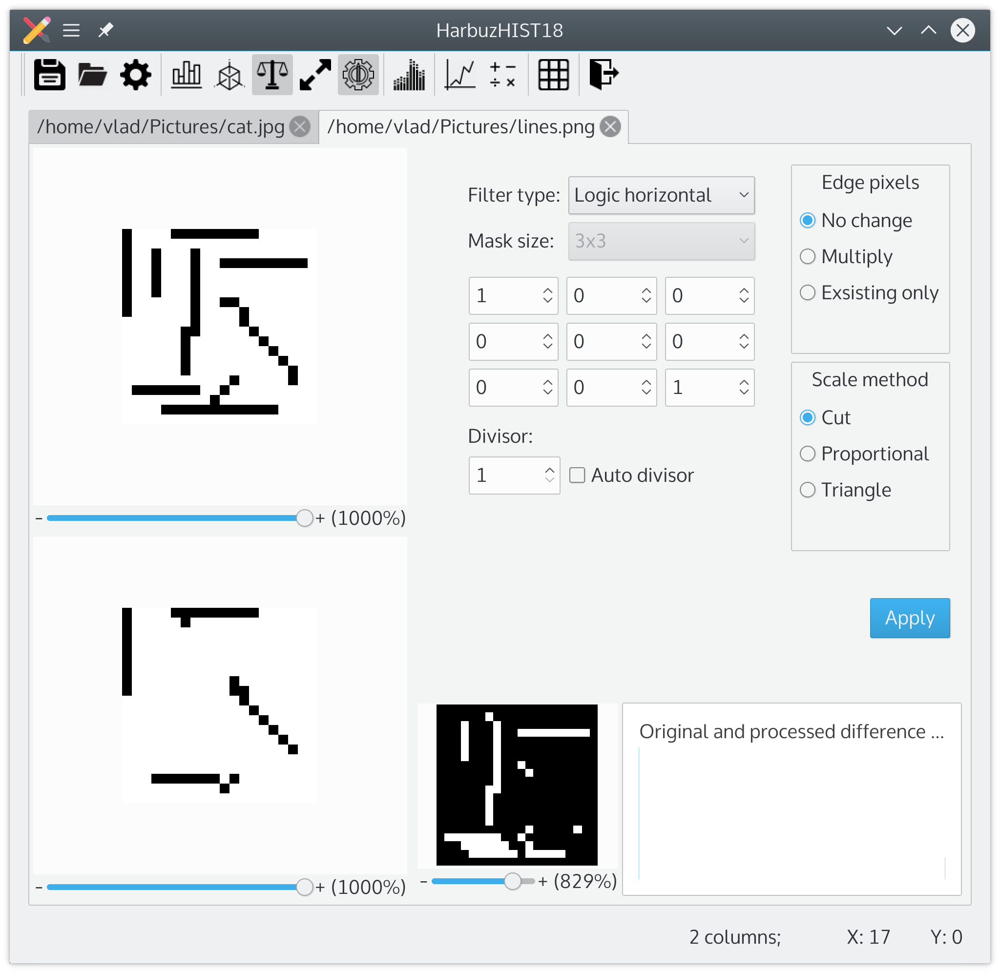 HarbuzHIST18
/home/vlad/Pictures/cat.jpg /home/vlad/Pictures/lines.png
Filter type: Logic horizontal
Mask size: 3x3
1 0 0
0 0 0
0 0 1
Divisor:
1 Auto divisor
Edge pixels
No change
Multiply
Exsisting only
Scale method
Cut
Proportional
Triangle
- + (1000%)
Apply
Original and processed difference ...
- + (1000%)
- + (829%)
2 columns; X: 17 Y: 0